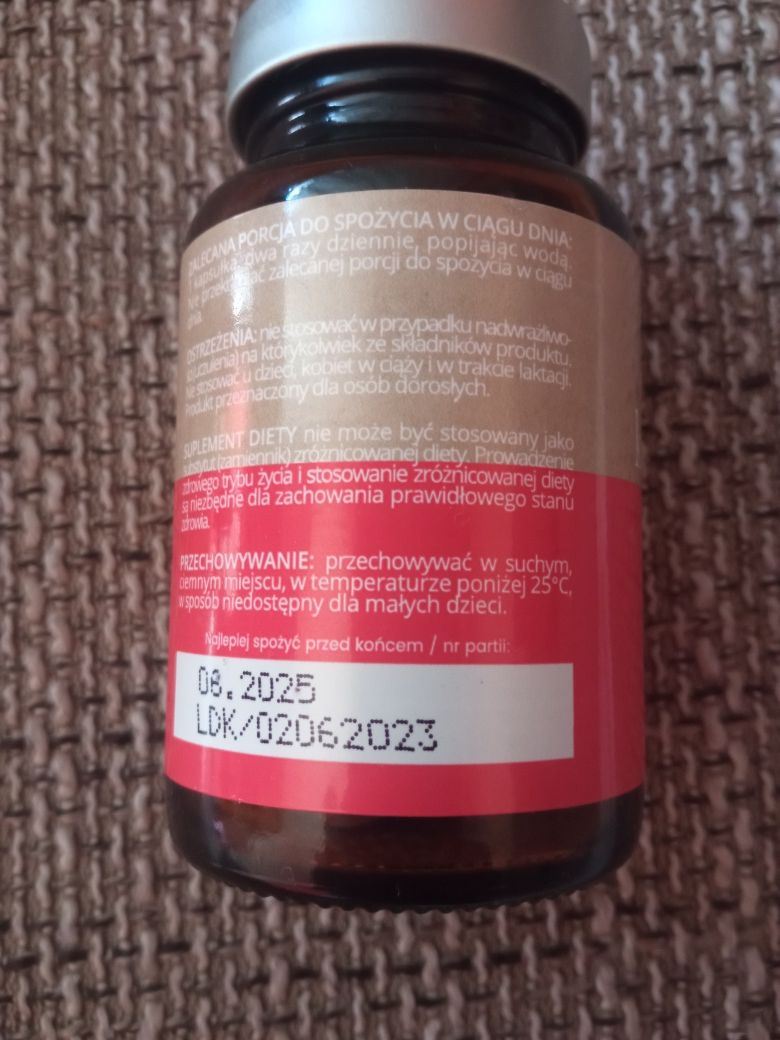 ZALECANA PORCJA DO SPOŻYCIA W CIĄGU DNIA:
1 kapsułka, dwa razy dziennie, popijając wodą.
Nie przekraczać zalecanej porcji do spożycia w ciągu
dnia.
OSTRZEŻENIA: nie stosować w przypadku nadwrażliwo-
ści (uczulenia) na którykolwiek ze składników produktu.
Nie stosować u dzieci, kobiet w ciąży i w trakcie laktacji.
Produkt przeznaczony dla osób dorosłych.
SUPLEMENT DIETY nie może być stosowany jako
substytut (zamiennik) zróżnicowanej diety. Prowadzenie
zdrowego trybu życia i stosowanie zróżnicowanej diety
są niezbędne dla zachowania prawidłowego stanu
zdrowia.
PRZECHOWYWANIE: przechowywać w suchym,
ciemnym miejscu, w temperaturze poniżej 25°C,
w sposób niedostępny dla małych dzieci.
Najlepiej spożyć przed końcem / nr partii:
08.2025
LDK/02062023